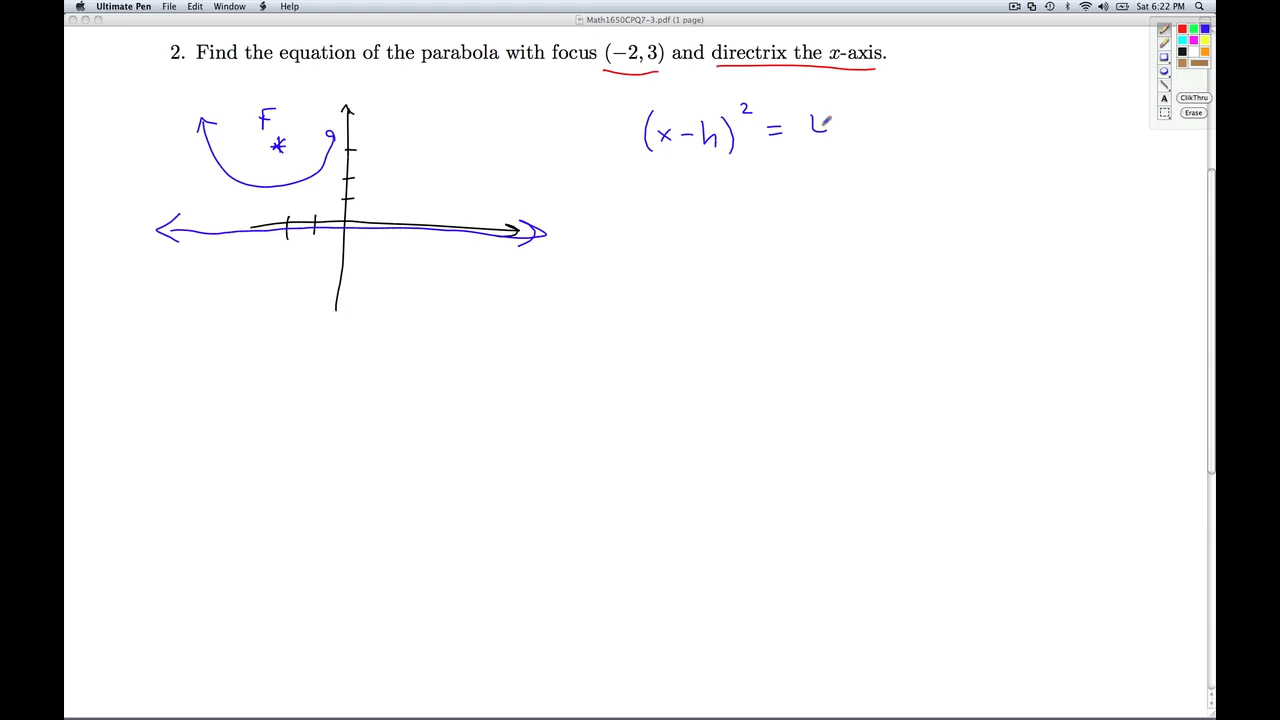 Ultimate Pen File Edit Window Help Sat 6:22 PM
Math1650CPQ7-3.pdf (1 page)
2. Find the equation of the parabola with focus (−2, 3) and directrix the x-axis.
ClikThru
A
Erase
F
(x − h)² =